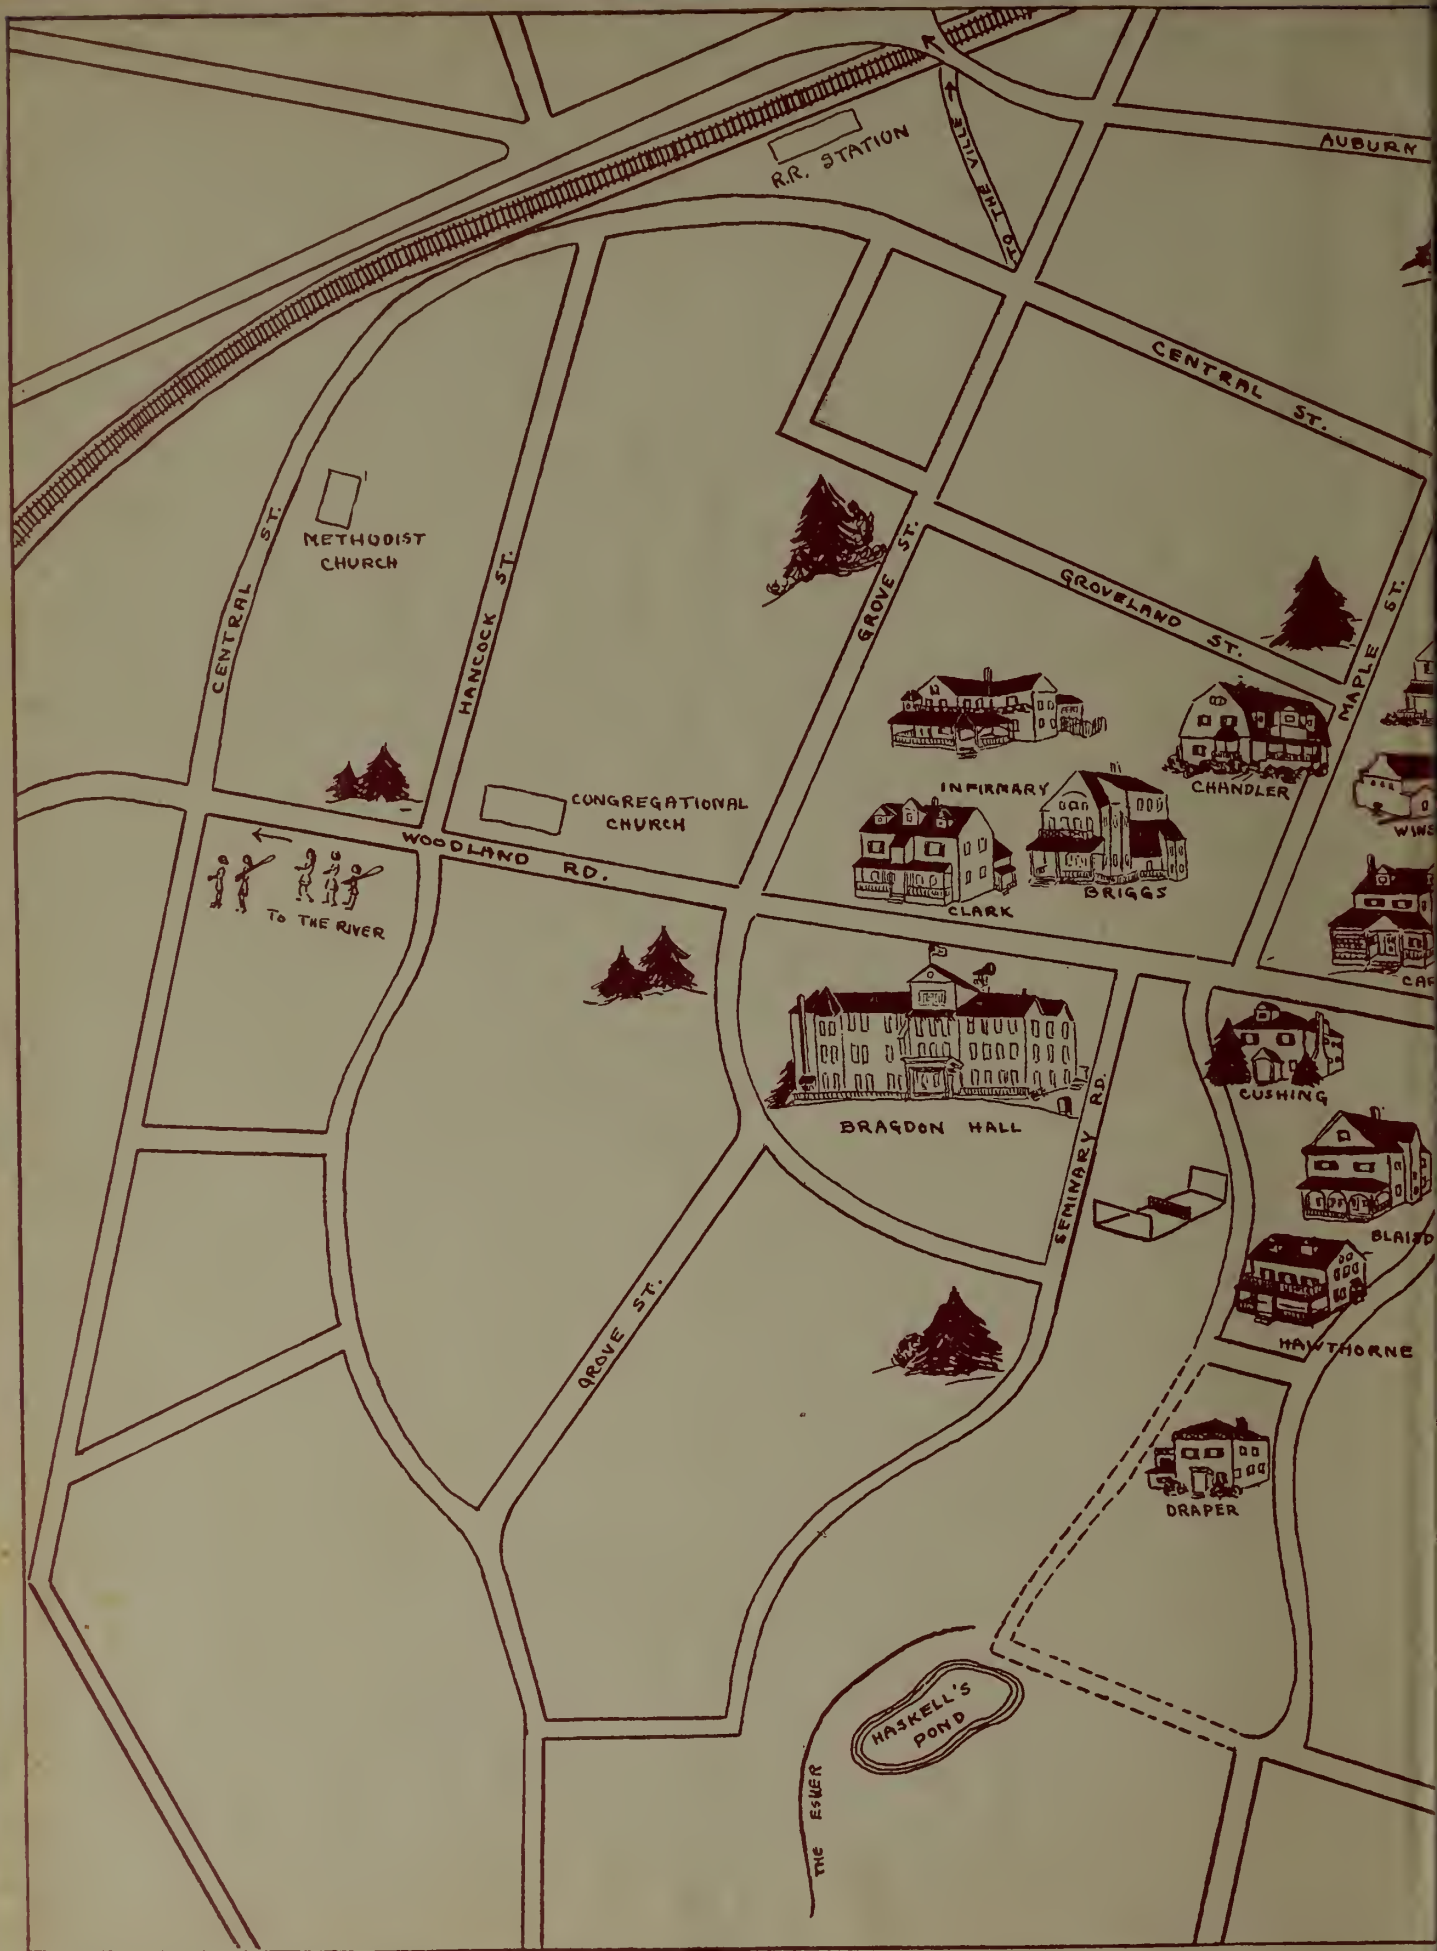 AUBURN
R.R. STATION
TO THE VILLE
CENTRAL ST.
METHODIST
CHURCH
CENTRAL ST.
HANCOCK ST.
GROVE ST.
GROVELAND ST.
MAPLE ST.
INFIRMARY
CHANDLER
CONGREGATIONAL
CHURCH
WINS
WOODLAND RD.
BRIGGS
CLARK
TO THE RIVER
CAR
CUSHING
BRAGDON HALL
SEMINARY RD.
BLAISD
GROVE ST.
HAWTHORNE
DRAPER
HASKELL'S
POND
THE ESKER